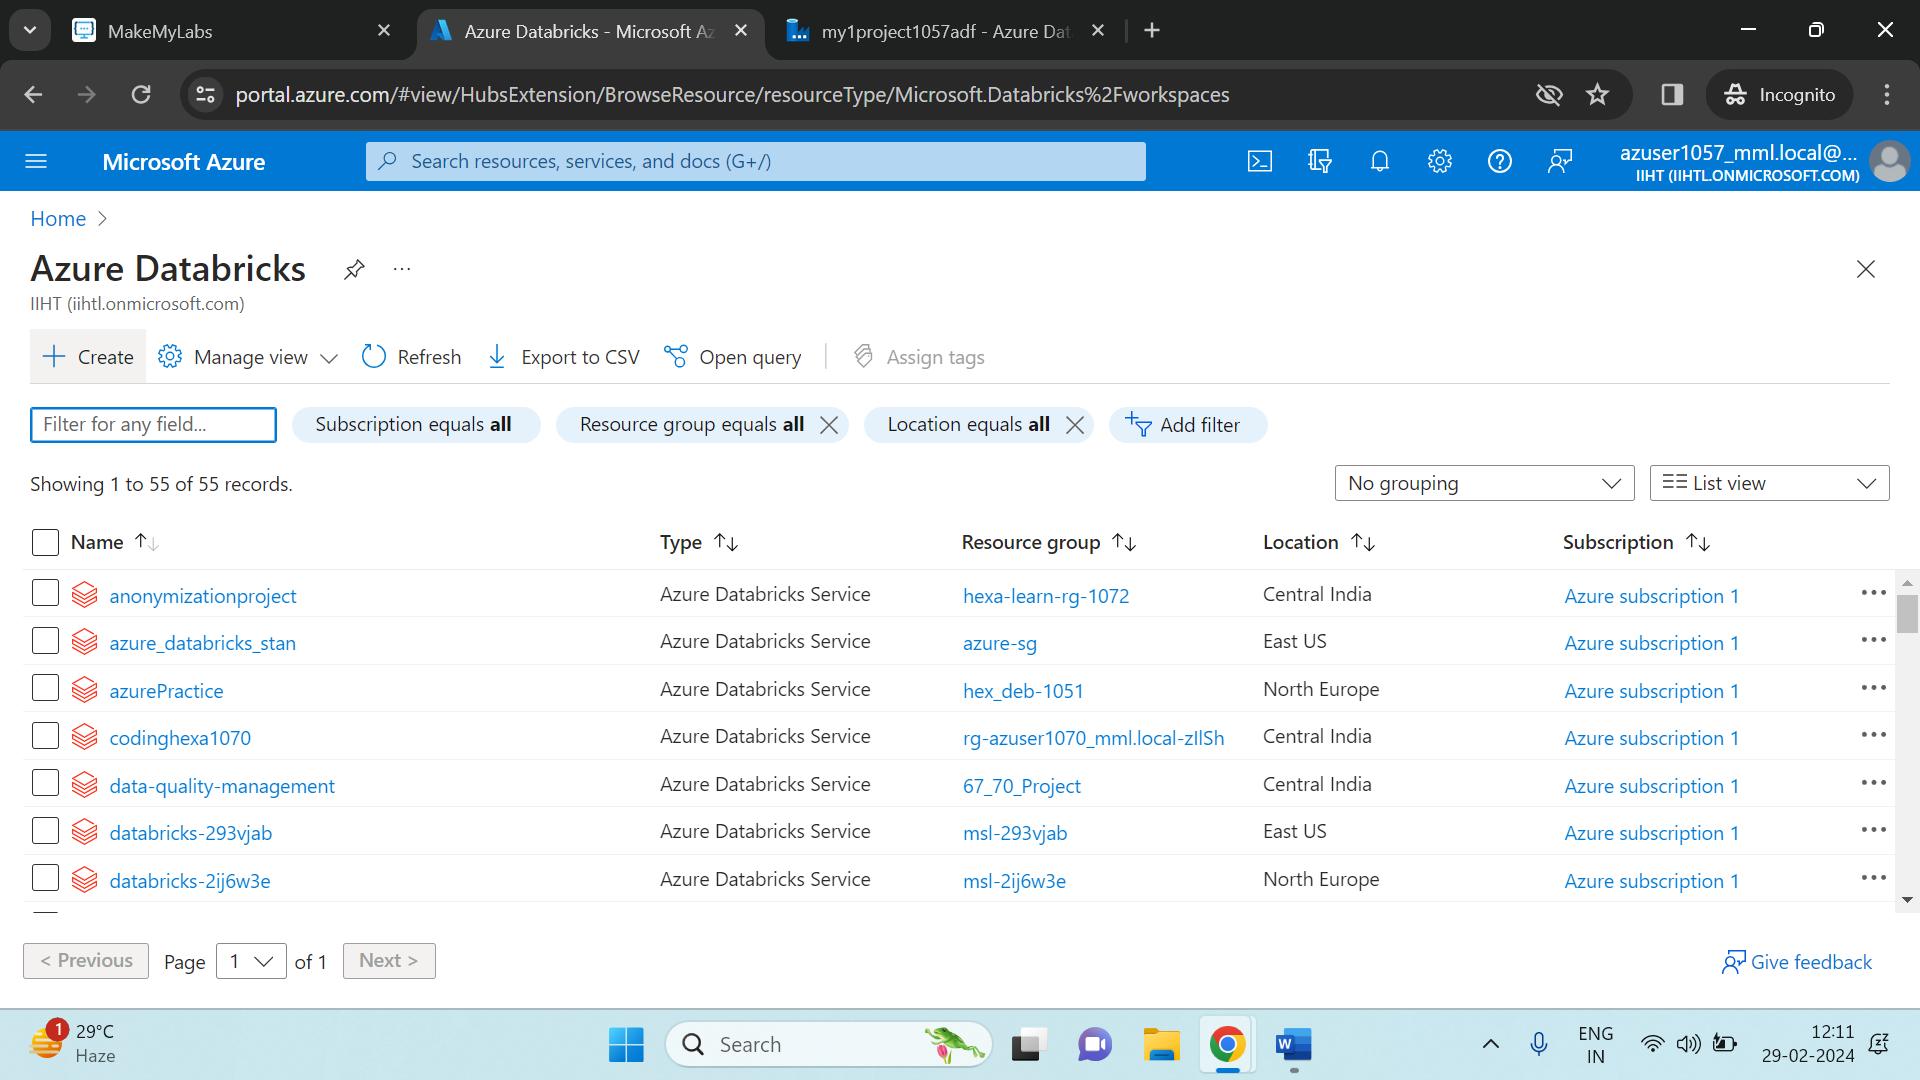 MakeMyLabs
Azure Databricks - Microsoft Az
my1project1057adf - Azure Dat
portal.azure.com/#view/HubsExtension/BrowseResource/resourceType/Microsoft.Databricks%2Fworkspaces
Incognito
Microsoft Azure
Search resources, services, and docs (G+/)
azuser1057_mml.local@...
IIHT (IIHTL.ONMICROSOFT.COM)
Home
Azure Databricks
...
IIHT (iihtl.onmicrosoft.com)
Create
Manage view
Refresh
Export to CSV
Open query
Assign tags
Filter for any field...
Subscription equals all
Resource group equals all
Location equals all
Add filter
Showing 1 to 55 of 55 records.
No grouping
List view
Name Type Resource group Location Subscription
anonymizationproject Azure Databricks Service hexa-learn-rg-1072 Central India Azure subscription 1
azure_databricks_stan Azure Databricks Service azure-sg East US Azure subscription 1
azurePractice Azure Databricks Service hex_deb-1051 North Europe Azure subscription 1
codinghexa1070 Azure Databricks Service rg-azuser1070_mml.local-zIlSh Central India Azure subscription 1
data-quality-management Azure Databricks Service 67_70_Project Central India Azure subscription 1
databricks-293vjab Azure Databricks Service msl-293vjab East US Azure subscription 1
databricks-2ij6w3e Azure Databricks Service msl-2ij6w3e North Europe Azure subscription 1
< Previous Page 1 of 1 Next >
Give feedback
1
29°C
Haze
Search
W
ENG
IN
12:11
29-02-2024